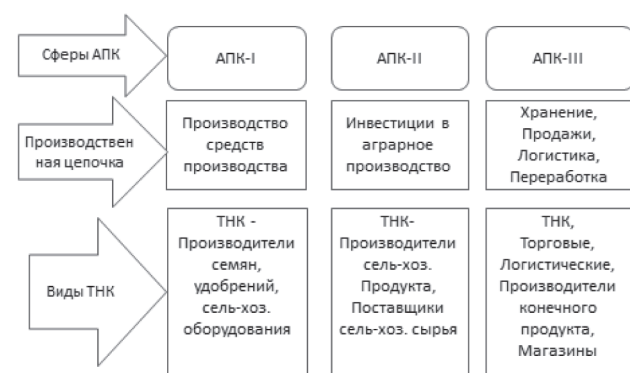 Сферы АПК
АПК-I
АПК-II
АПК-III
Производствен
ная цепочка
Производство
средств
производства
Инвестиции в
аграрное
производство
Хранение,
Продажи,
Логистика,
Переработка
Виды ТНК
ТНК -
Производители
семян,
удобрений,
сель-хоз.
оборудования
ТНК-
Производители
сель-хоз.
Продукта,
Поставщики
сель-хоз. сырья
ТНК,
Торговые,
Логистические,
Производители
конечного
продукта,
Магазины